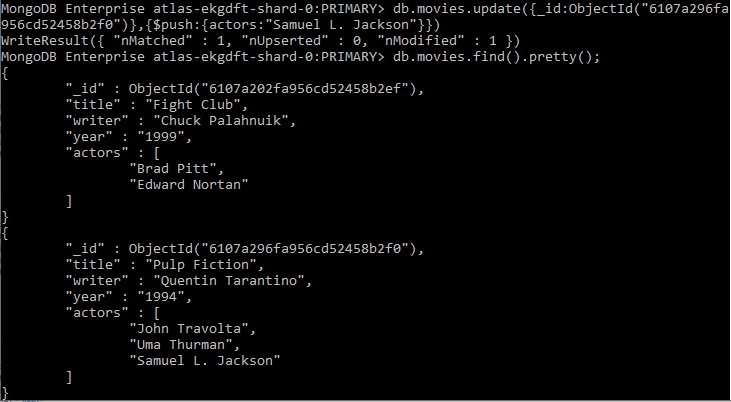 MongoDB Enterprise atlas-ekgdft-shard-0:PRIMARY> db.movies.update({_id:ObjectId("6107a296fa
956cd52458b2f0")},{$push:{actors:"Samuel L. Jackson"}})
WriteResult({ "nMatched" : 1, "nUpserted" : 0, "nModified" : 1 })
MongoDB Enterprise atlas-ekgdft-shard-0:PRIMARY> db.movies.find().pretty();
{
        "_id" : ObjectId("6107a202fa956cd52458b2ef"),
        "title" : "Fight Club",
        "writer" : "Chuck Palahnuik",
        "year" : "1999",
        "actors" : [
                "Brad Pitt",
                "Edward Nortan"
        ]
}
{
        "_id" : ObjectId("6107a296fa956cd52458b2f0"),
        "title" : "Pulp Fiction",
        "writer" : "Quentin Tarantino",
        "year" : "1994",
        "actors" : [
                "John Travolta",
                "Uma Thurman",
                "Samuel L. Jackson"
        ]
}